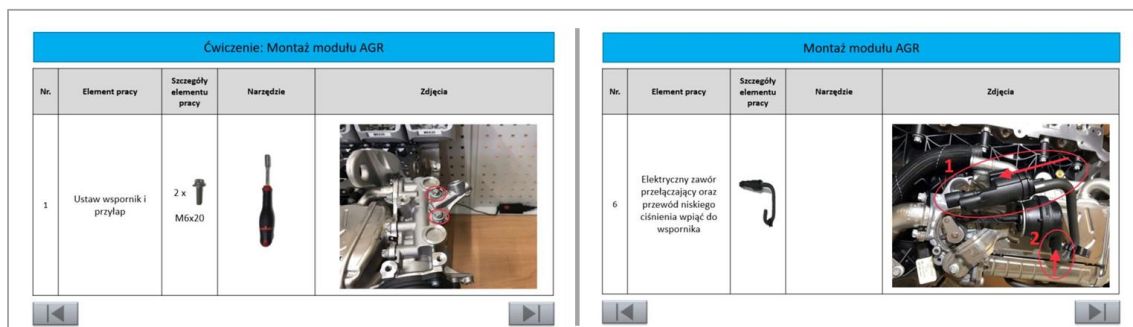 Ćwiczenie: Montaż modułu AGR
Nr.
Element pracy
Szczegóły
elementu
pracy
Narzędzie
Zdjęcia
1
Ustaw wspornik i
przyłap
2 x
M6x20
Montaż modułu AGR
Nr.
Element pracy
Szczegóły
elementu
pracy
Narzędzie
Zdjęcia
6
Elektryczny zawór
przełączający oraz
przewód niskiego
ciśnienia wpiąć do
wspornika
1
2